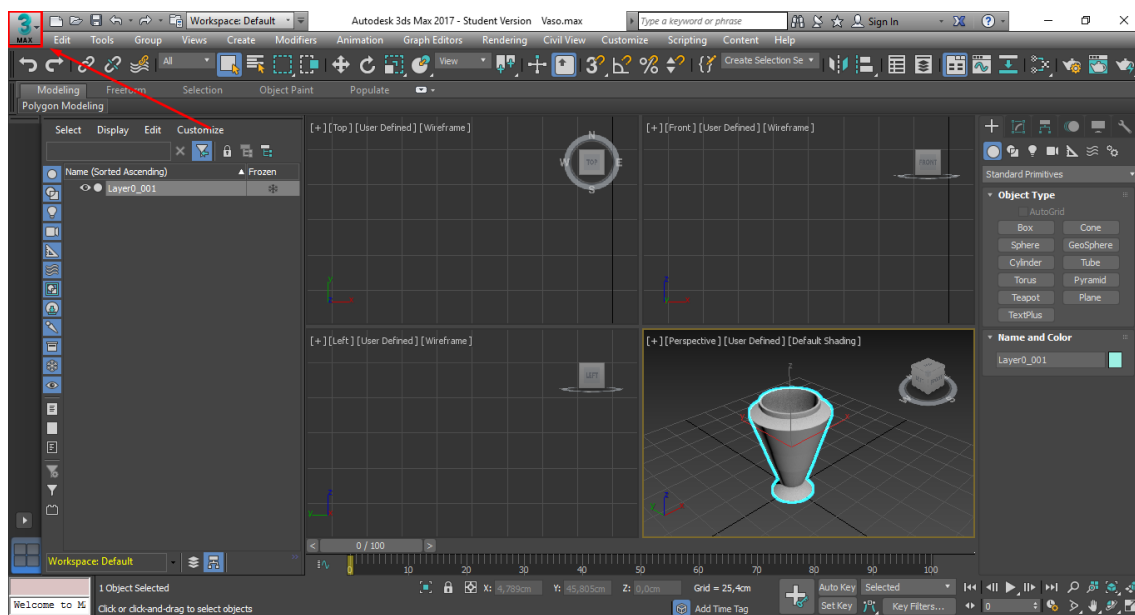 3
MAX
Workspace: Default
Autodesk 3ds Max 2017 - Student Version Vaso.max
Type a keyword or phrase
Sign In
Edit Tools Group Views Create Modifiers Animation Graph Editors Rendering Civil View Customize Scripting Content Help
All
View
3
Create Selection Se
Modeling Freeform Selection Object Paint Populate
Polygon Modeling
Select Display Edit Customize
Name (Sorted Ascending) Frozen
Layer0_001
[+] [Top] [User Defined] [Wireframe]
N
W TOP E
S
[+] [Front] [User Defined] [Wireframe]
FRONT
[+] [Left] [User Defined] [Wireframe]
LEFT
[+] [Perspective] [User Defined] [Default Shading]
Standard Primitives
Object Type
AutoGrid
Box Cone
Sphere GeoSphere
Cylinder Tube
Torus Pyramid
Teapot Plane
TextPlus
Name and Color
Layer0_001
0 / 100
Workspace: Default
0 10 20 30 40 50 60 70 80 90 100
1 Object Selected
X: 4,789cm Y: 45,805cm Z: 0,0cm Grid = 25,4cm
Auto Key Selected
Welcome to M
Click or click-and-drag to select objects
Add Time Tag
Set Key Key Filters...
0